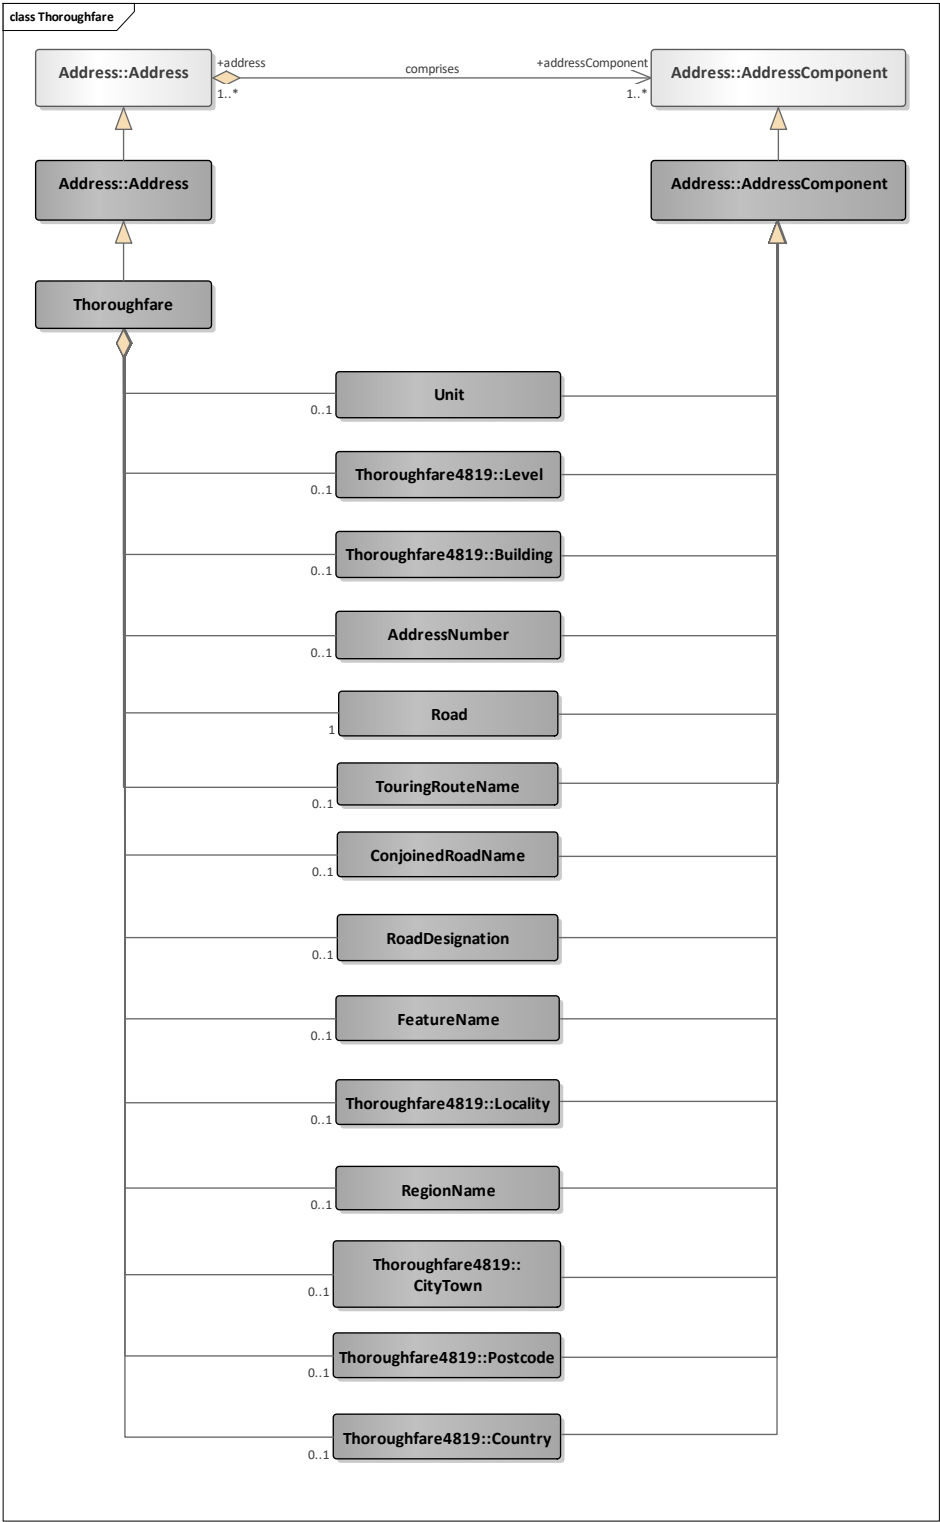 class Thoroughfare
Address::Address
+address
1..*
comprises
+addressComponent
1..*
Address::AddressComponent
Address::Address
Address::AddressComponent
Thoroughfare
Unit
0..1
Thoroughfare4819::Level
0..1
Thoroughfare4819::Building
0..1
AddressNumber
0..1
Road
1
TouringRouteName
0..1
ConjoinedRoadName
0..1
RoadDesignation
0..1
FeatureName
0..1
Thoroughfare4819::Locality
0..1
RegionName
0..1
Thoroughfare4819::
CityTown
0..1
Thoroughfare4819::Postcode
0..1
Thoroughfare4819::Country
0..1